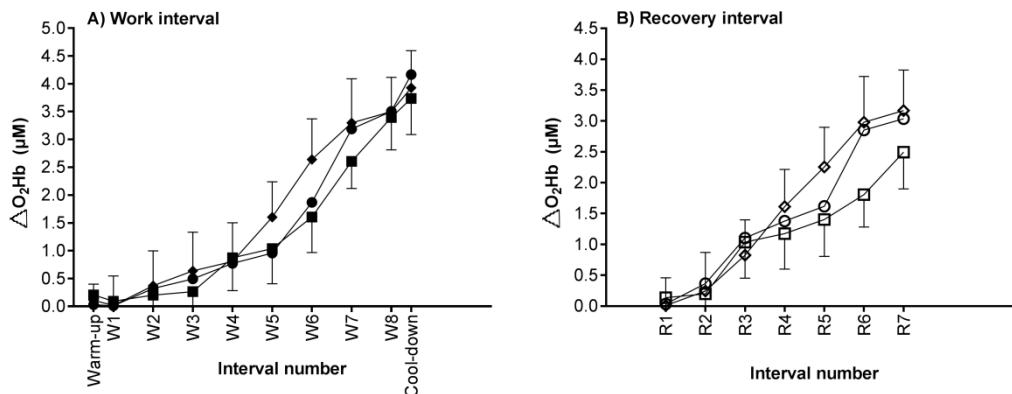 A) Work interval
5.0
4.5
4.0
3.5
3.0
2.5
2.0
1.5
1.0
0.5
0.0
△O₂Hb (µM)
Warm-up
W1
W2
W3
W4
W5
W6
W7
W8
Cool-down
Interval number
B) Recovery interval
4.5
4.0
3.5
3.0
2.5
2.0
1.5
1.0
0.5
0.0
△O₂Hb (µM)
R1
R2
R3
R4
R5
R6
R7
Interval number